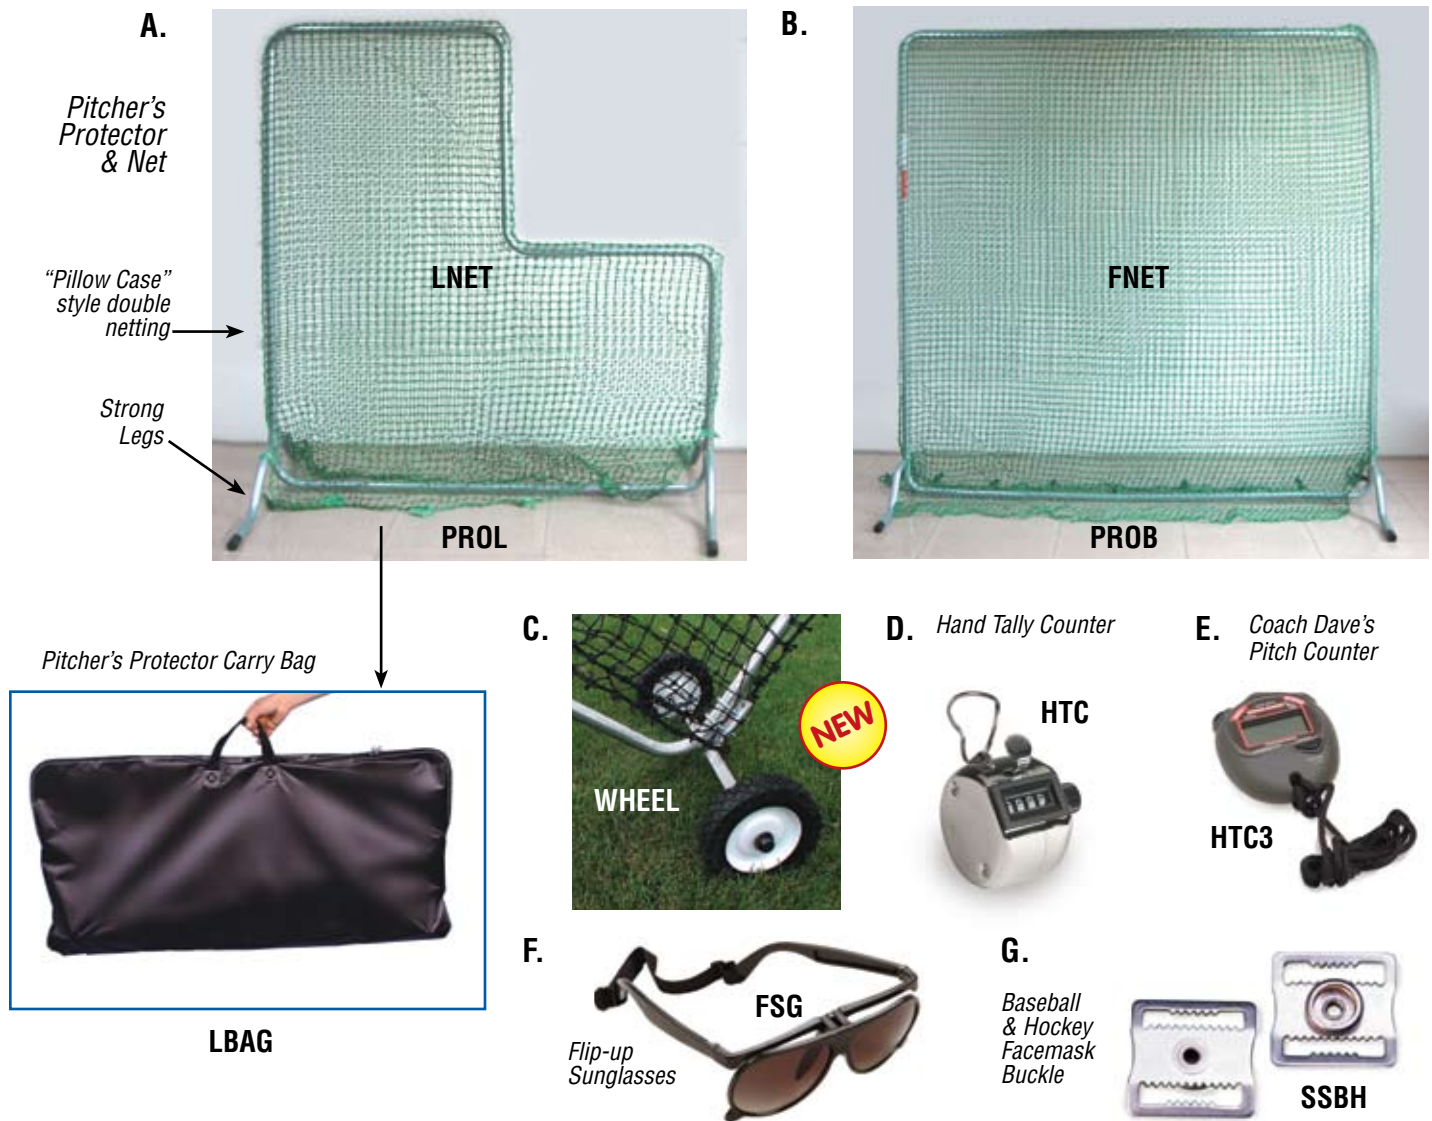 A.
Pitcher's
Protector
& Net
"Pillow Case"
style double
netting
Strong
Legs
LNET
PROL
B.
FNET
PROB
Pitcher's Protector Carry Bag
LBAG
C.
WHEEL
NEW
D.
Hand Tally Counter
HTC
E.
Coach Dave's
Pitch Counter
HTC3
F.
FSG
Flip-up
Sunglasses
G.
Baseball
& Hockey
Facemask
Buckle
SSBH